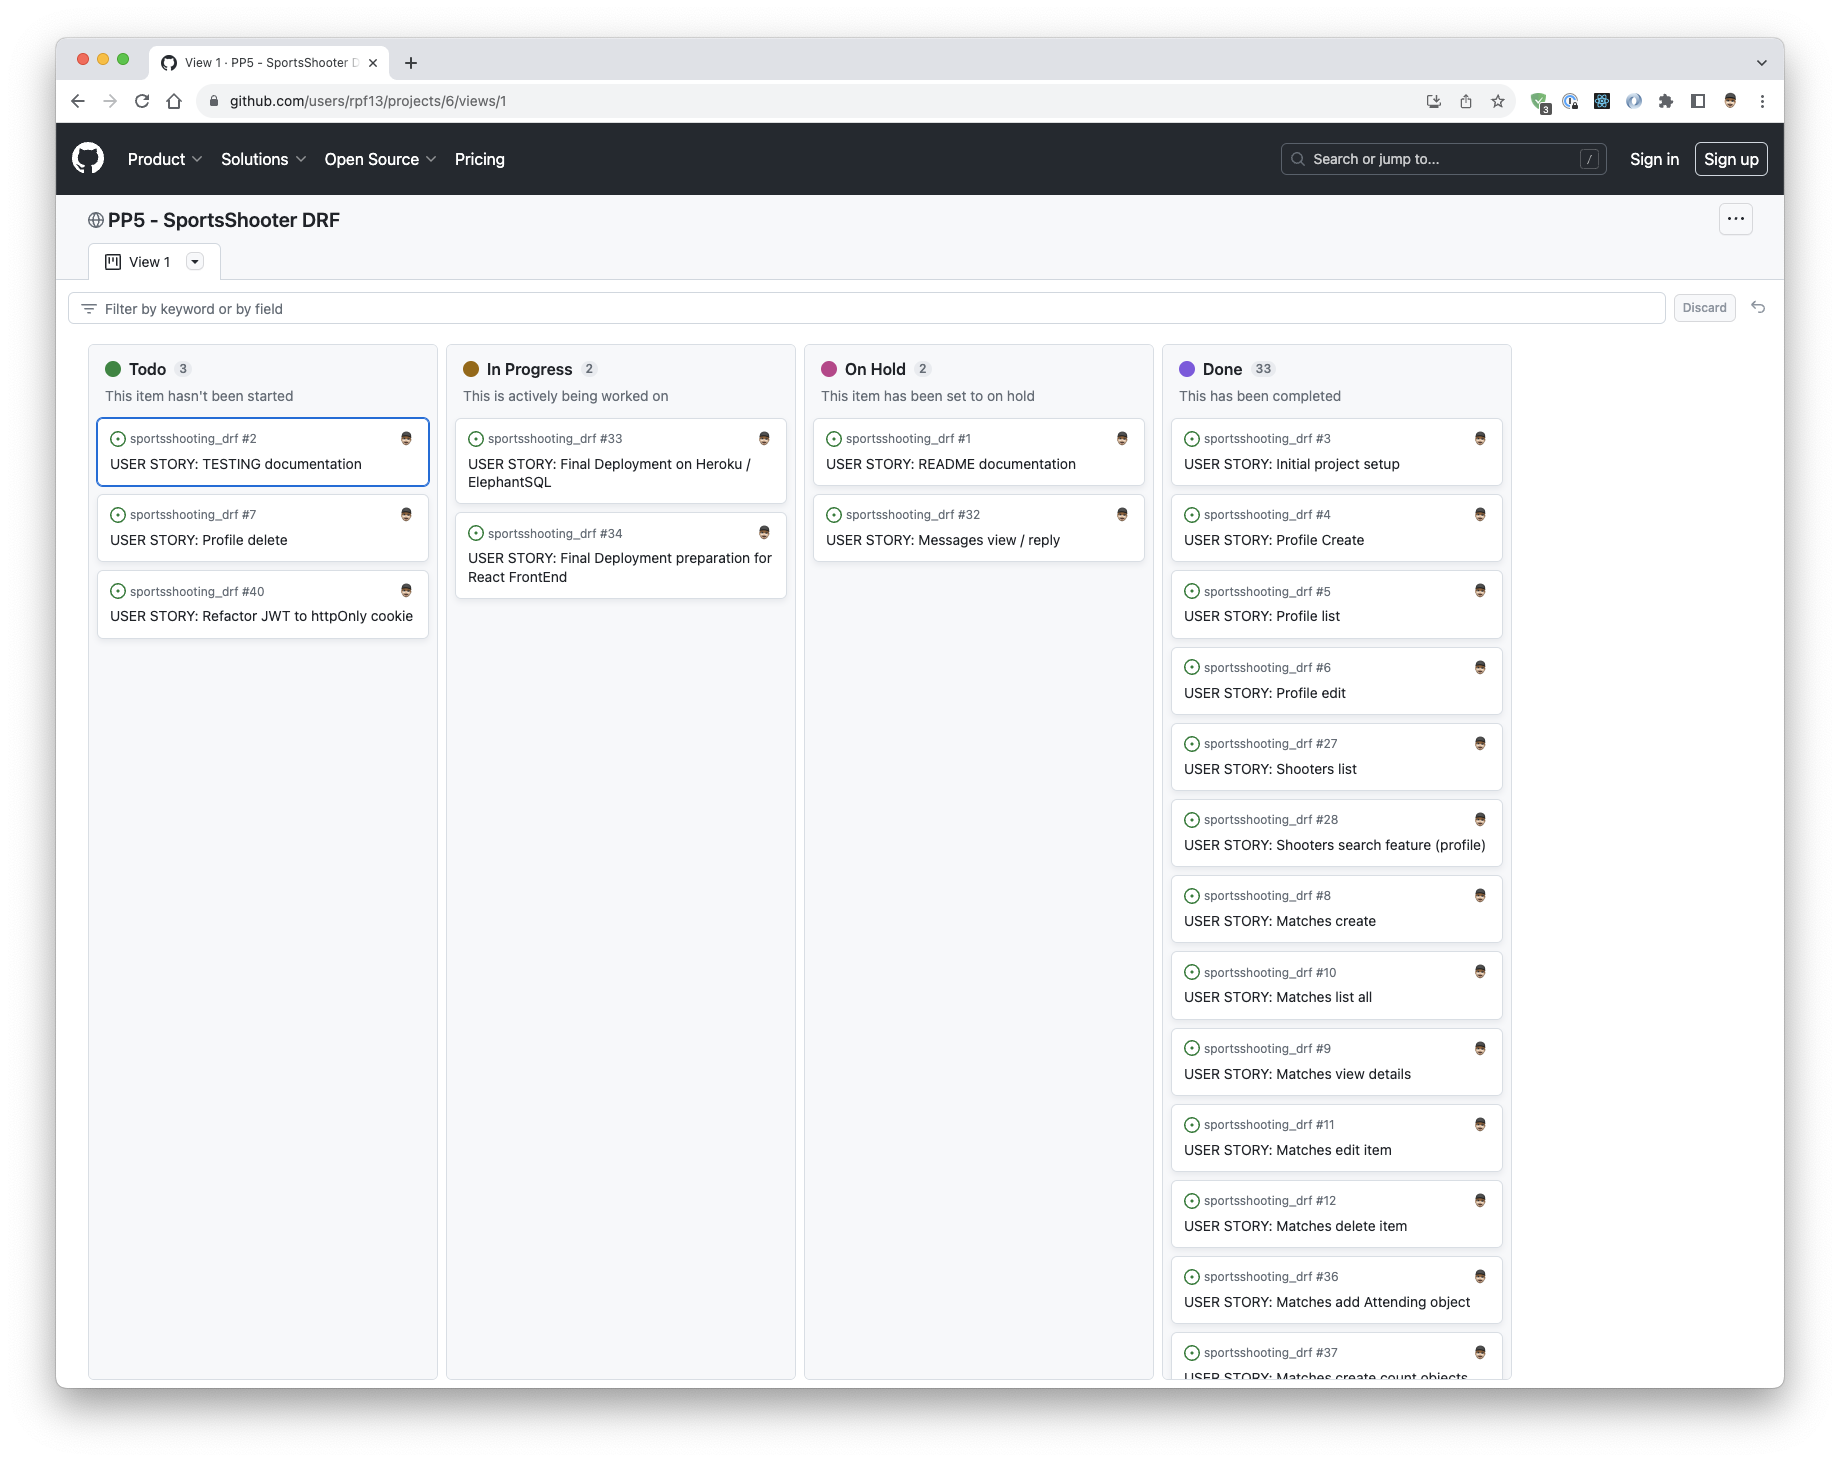 View 1 · PP5 - SportsShooter D
github.com/users/rpf13/projects/6/views/1
3
Product
Solutions
Open Source
Pricing
Search or jump to...
/
Sign in
Sign up
PP5 - SportsShooter DRF
View 1
Filter by keyword or by field
Discard
Todo 3
This item hasn't been started
sportsshooting_drf #2
USER STORY: TESTING documentation
sportsshooting_drf #7
USER STORY: Profile delete
sportsshooting_drf #40
USER STORY: Refactor JWT to httpOnly cookie
In Progress 2
This is actively being worked on
sportsshooting_drf #33
USER STORY: Final Deployment on Heroku /
ElephantSQL
sportsshooting_drf #34
USER STORY: Final Deployment preparation for
React FrontEnd
On Hold 2
This item has been set to on hold
sportsshooting_drf #1
USER STORY: README documentation
sportsshooting_drf #32
USER STORY: Messages view / reply
Done 33
This has been completed
sportsshooting_drf #3
USER STORY: Initial project setup
sportsshooting_drf #4
USER STORY: Profile Create
sportsshooting_drf #5
USER STORY: Profile list
sportsshooting_drf #6
USER STORY: Profile edit
sportsshooting_drf #27
USER STORY: Shooters list
sportsshooting_drf #28
USER STORY: Shooters search feature (profile)
sportsshooting_drf #8
USER STORY: Matches create
sportsshooting_drf #10
USER STORY: Matches list all
sportsshooting_drf #9
USER STORY: Matches view details
sportsshooting_drf #11
USER STORY: Matches edit item
sportsshooting_drf #12
USER STORY: Matches delete item
sportsshooting_drf #36
USER STORY: Matches add Attending object
sportsshooting_drf #37
USER STORY: Matches create count objects